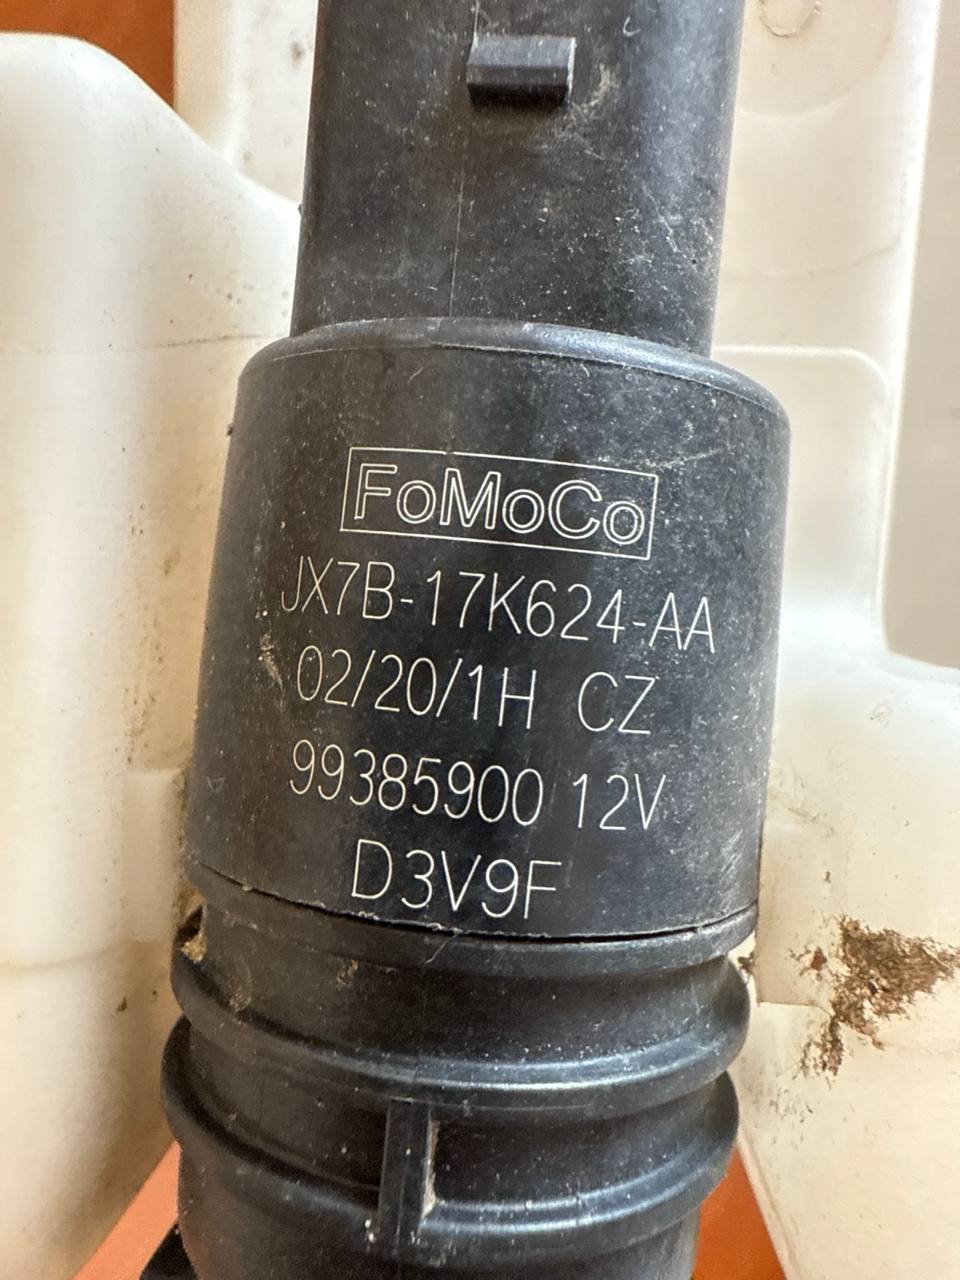 FoMoCo
JX7B-17K624-AA
02/20/1H CZ
99385900 12V
D3V9F